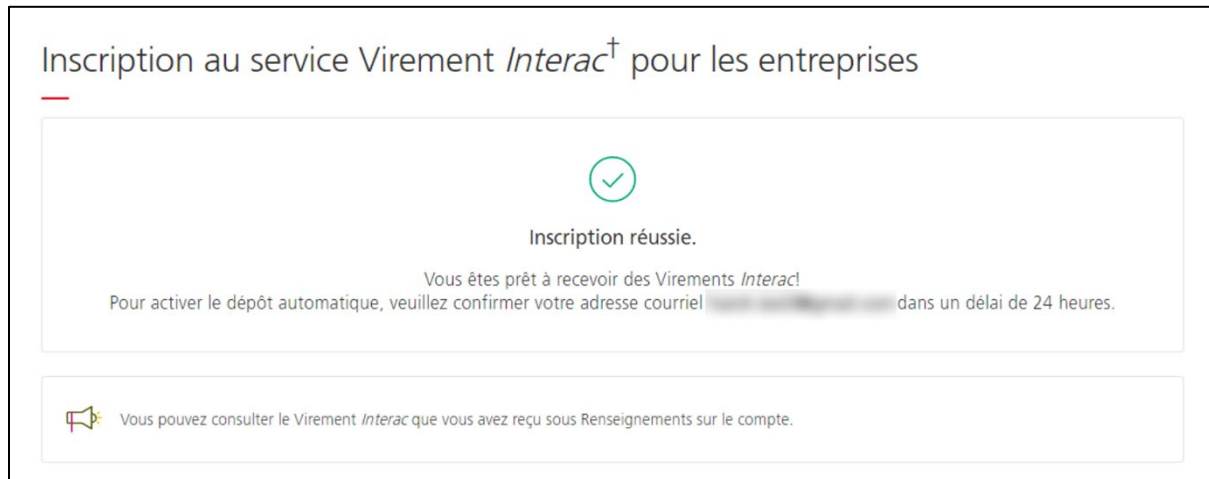 Inscription au service Virement Interac† pour les entreprises
Inscription réussie.
Vous êtes prêt à recevoir des Virements Interac!
Pour activer le dépôt automatique, veuillez confirmer votre adresse courriel dans un délai de 24 heures.
Vous pouvez consulter le Virement Interac que vous avez reçu sous Renseignements sur le compte.